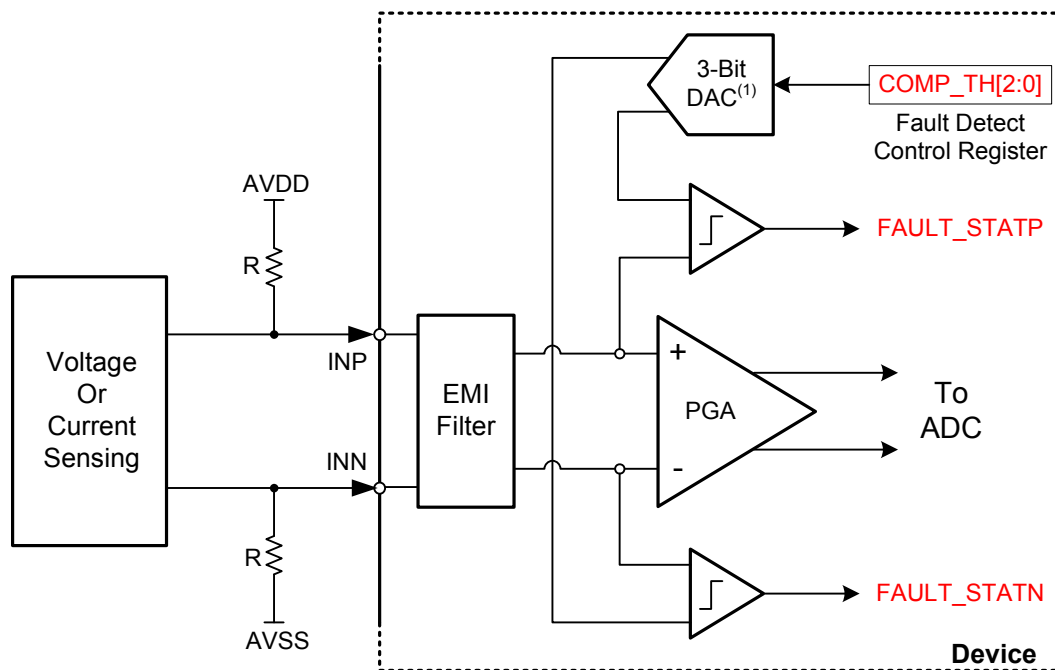 3-Bit
DAC(1)
COMP_TH[2:0]
Fault Detect
Control Register
AVDD
R
FAULT_STATP
Voltage
Or
Current
Sensing
INP
EMI
Filter
+
PGA
-
To
ADC
INN
R
AVSS
FAULT_STATN
Device